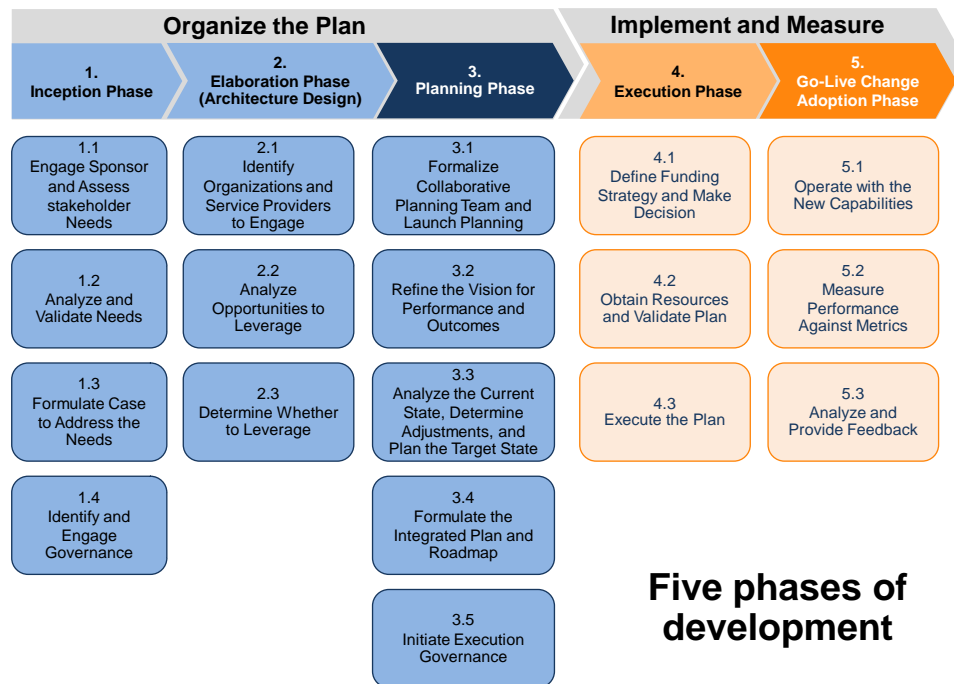 Organize the Plan
Implement and Measure
1.
Inception Phase
2.
Elaboration Phase
(Architecture Design)
3.
Planning Phase
4.
Execution Phase
5.
Go-Live Change
Adoption Phase
1.1
Engage Sponsor
and Assess
stakeholder
Needs
1.2
Analyze and
Validate Needs
1.3
Formulate Case
to Address the
Needs
1.4
Identify and
Engage
Governance
2.1
Identify
Organizations and
Service Providers
to Engage
2.2
Analyze
Opportunities to
Leverage
2.3
Determine Whether
to Leverage
3.1
Formalize
Collaborative
Planning Team and
Launch Planning
3.2
Refine the Vision for
Performance and
Outcomes
3.3
Analyze the Current
State, Determine
Adjustments, and
Plan the Target State
3.4
Formulate the
Integrated Plan and
Roadmap
3.5
Initiate Execution
Governance
4.1
Define Funding
Strategy and Make
Decision
4.2
Obtain Resources
and Validate Plan
4.3
Execute the Plan
5.1
Operate with the
New Capabilities
5.2
Measure
Performance
Against Metrics
5.3
Analyze and
Provide Feedback
Five phases of
development